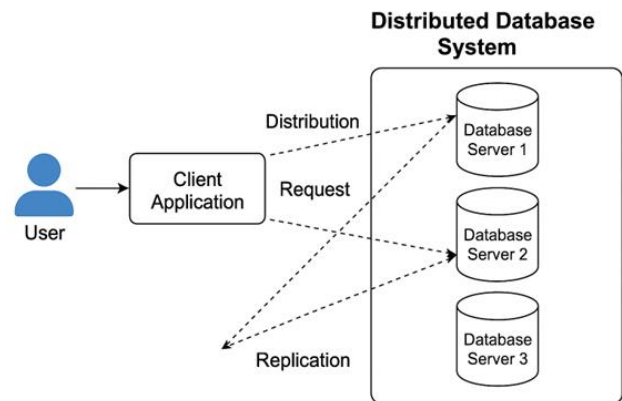 Distributed Database
System
Distribution
Database
Server 1
Client
Application
Request
User
Database
Server 2
Database
Server 3
Replication